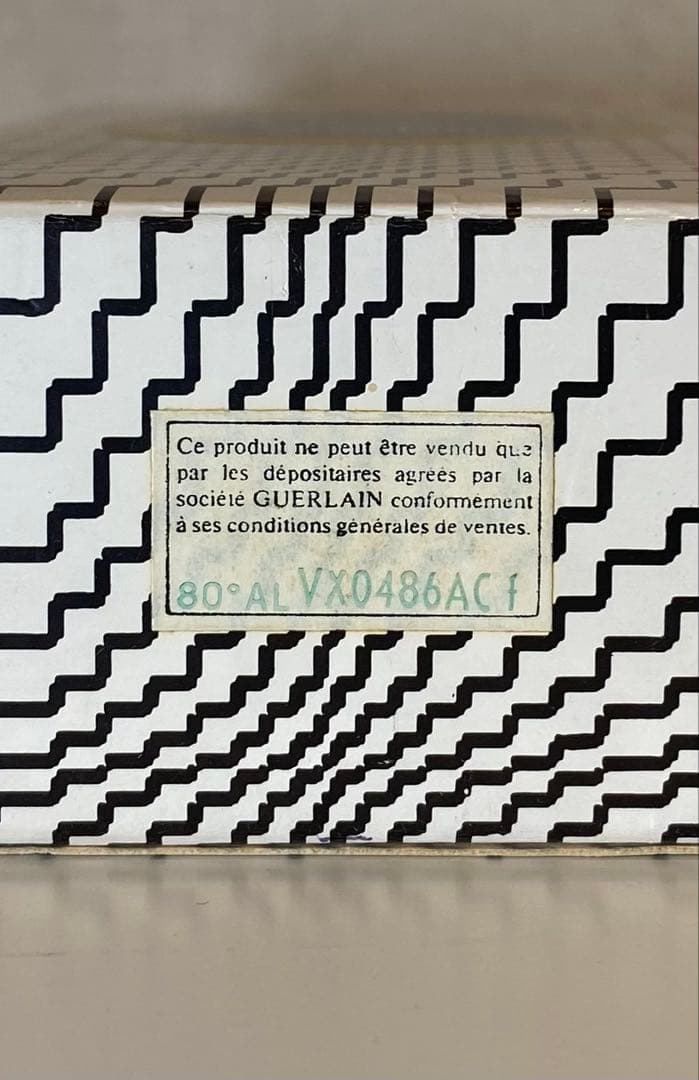 Ce produit ne peut être vendu que
par les dépositaires agréés par la
société GUERLAIN conformément
à ses conditions générales de ventes.
80°AL VX0486AC f